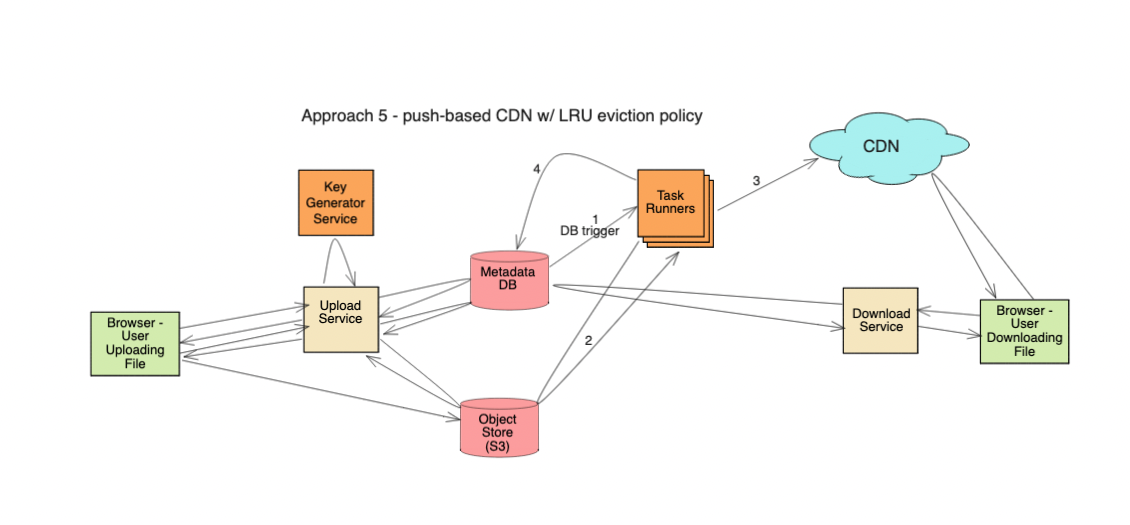 Approach 5 - push-based CDN w/ LRU eviction policy
CDN
4
3
Key
Generator
Service
Task
Runners
1
DB trigger
Metadata
DB
Upload
Service
Browser -
User
Uploading
File
Download
Service
Browser -
User
Downloading
File
2
Object
Store
(S3)